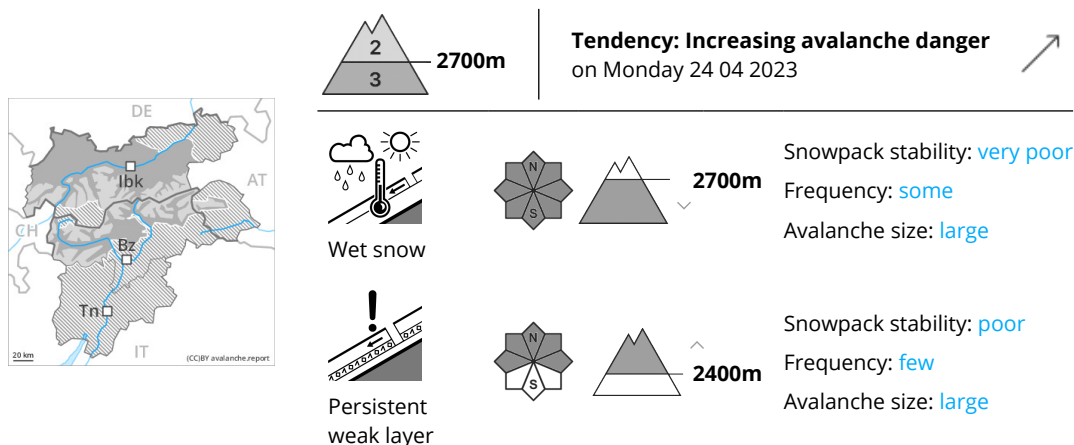 2
3
2700m
Tendency: Increasing avalanche danger
on Monday 24 04 2023
DE
AT
CH
IT
Ibk
Bz
Tn
20 km
(CC)BY avalanche.report
Wet snow
N
S
2700m
Snowpack stability: very poor
Frequency: some
Avalanche size: large
Persistent
weak layer
N
S
2400m
Snowpack stability: poor
Frequency: few
Avalanche size: large